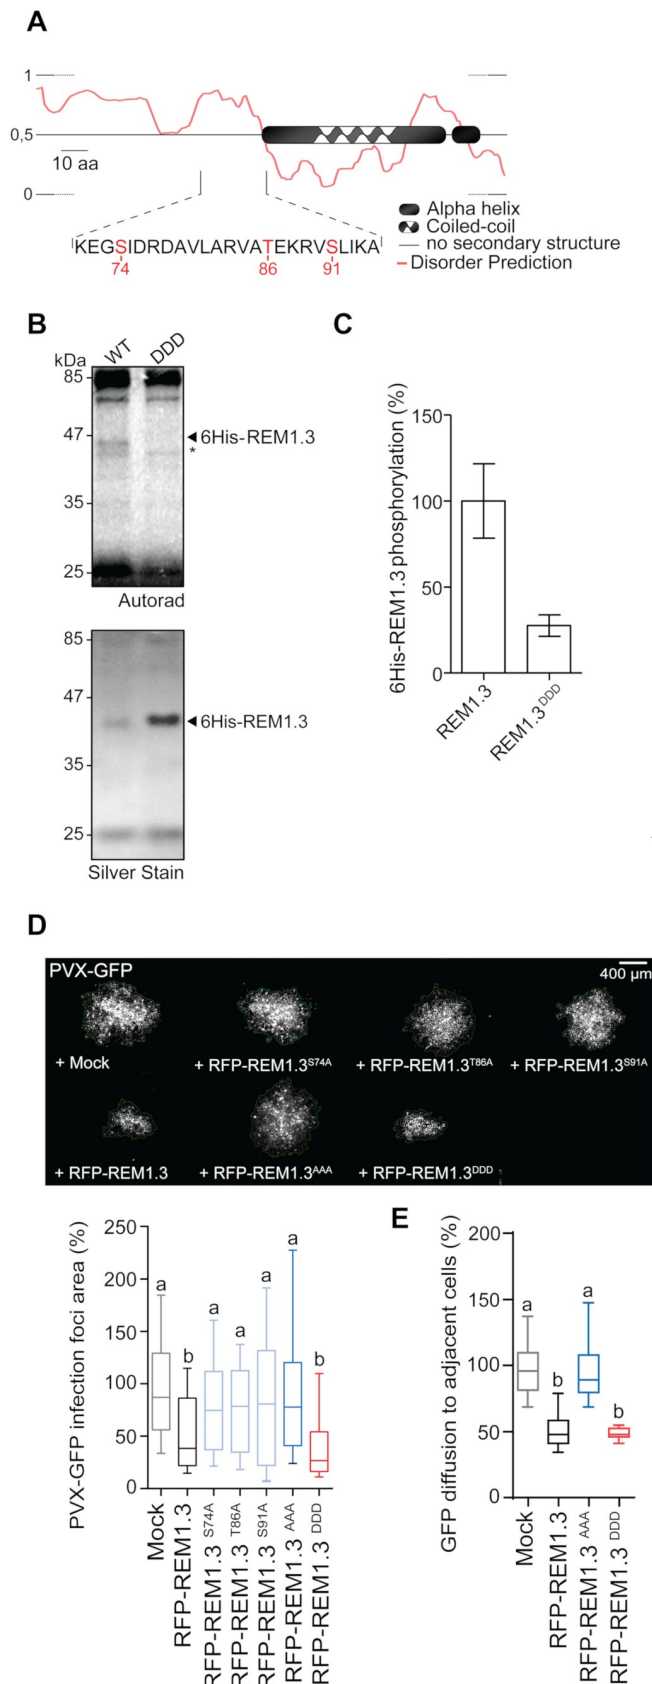 A
1
0,5
10 aa
0
Alpha helix
Coiled-coil
no secondary structure
Disorder Prediction
KEGSIDRDAVLARVATEKRVSLIKA
74 86 91
B
kDa WT DDD
85
47
6His-REM1.3
*
35
25
Autorad
85
47
6His-REM1.3
35
25
Silver Stain
C
6His-REM1.3 phosphorylation (%)
150
100
50
0
REM1.3 REM1.3DDD
D
PVX-GFP
400 µm
+ Mock + RFP-REM1.3S74A + RFP-REM1.3T86A + RFP-REM1.3S91A
+ RFP-REM1.3 + RFP-REM1.3AAA + RFP-REM1.3DDD
PVX-GFP infection foci area (%)
250
200
150
100
50
0
a b a a a a b
Mock
RFP-REM1.3
RFP-REM1.3 S74A
RFP-REM1.3 T86A
RFP-REM1.3 S91A
RFP-REM1.3 AAA
RFP-REM1.3 DDD
E
GFP diffusion to adjacent cells (%)
200
150
100
50
0
a b a b
Mock
RFP-REM1.3
RFP-REM1.3 AAA
RFP-REM1.3 DDD